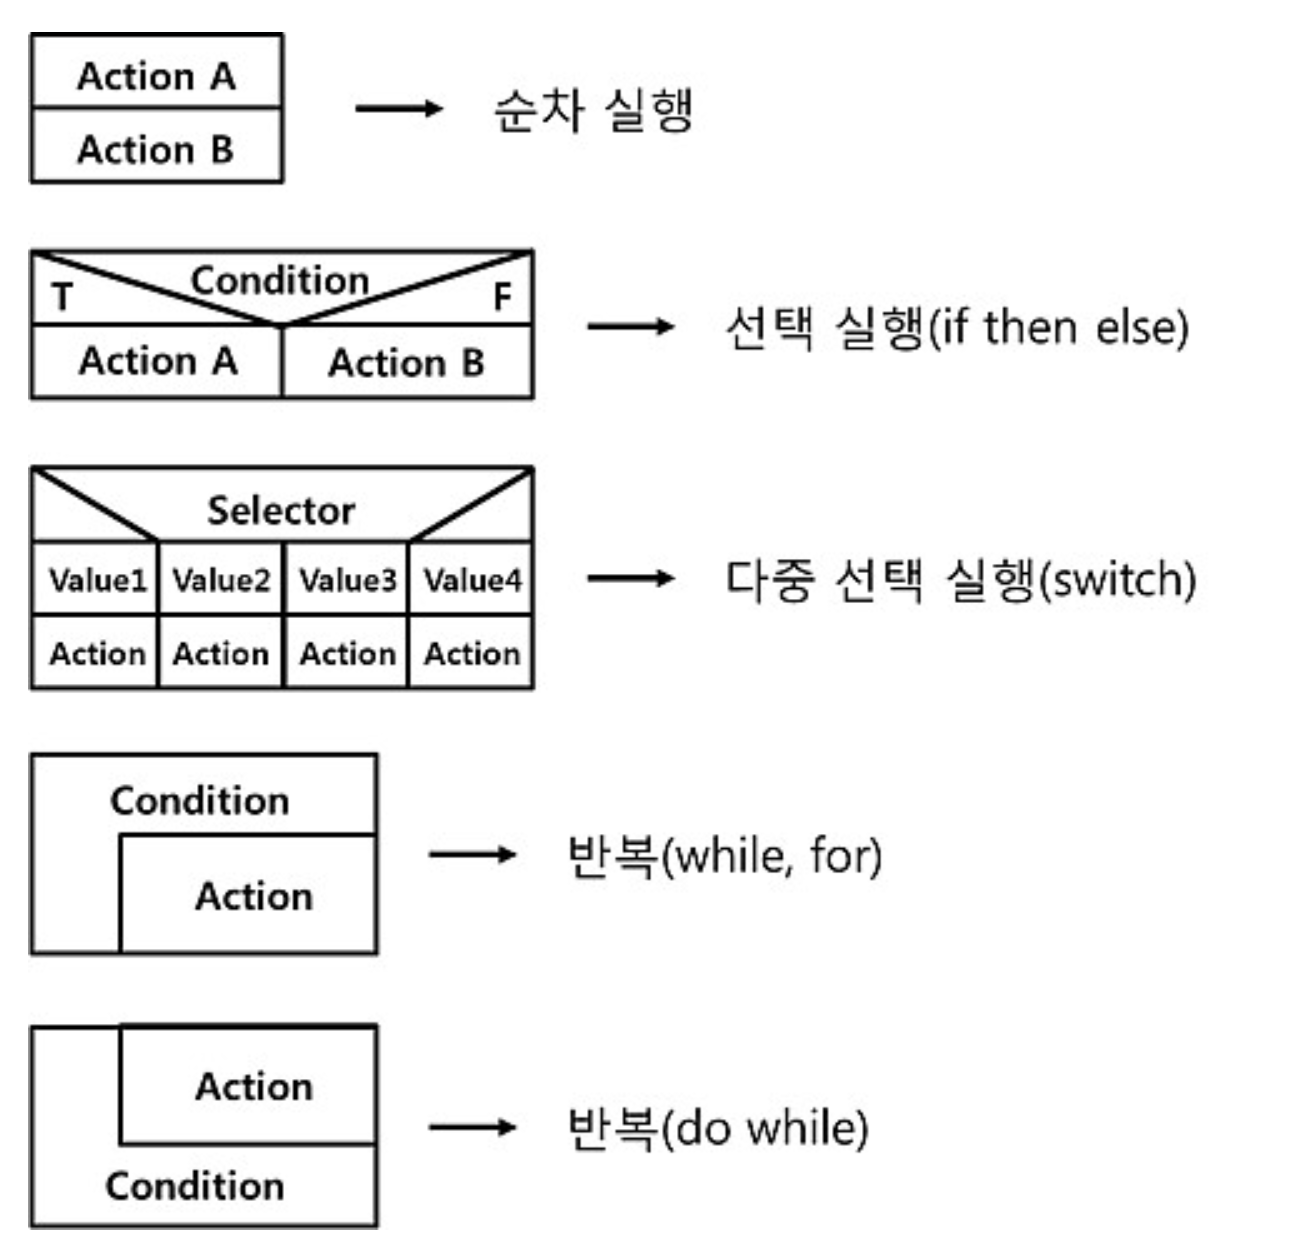 Action A
Action B
순차 실행
Condition
T
F
Action A
Action B
선택 실행(if then else)
Selector
Value1 Value2 Value3 Value4
Action Action Action Action
다중 선택 실행(switch)
Condition
Action
반복(while, for)
Action
Condition
반복(do while)